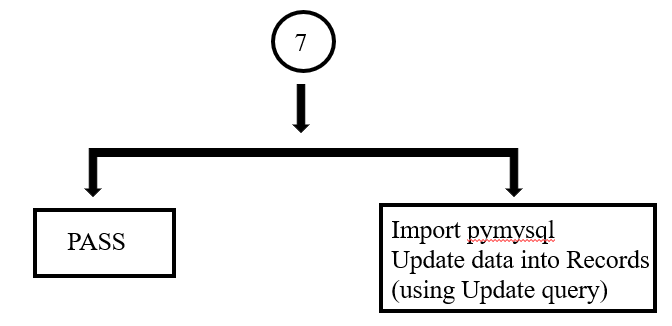 7
PASS
Import pymysql
Update data into Records
(using Update query)